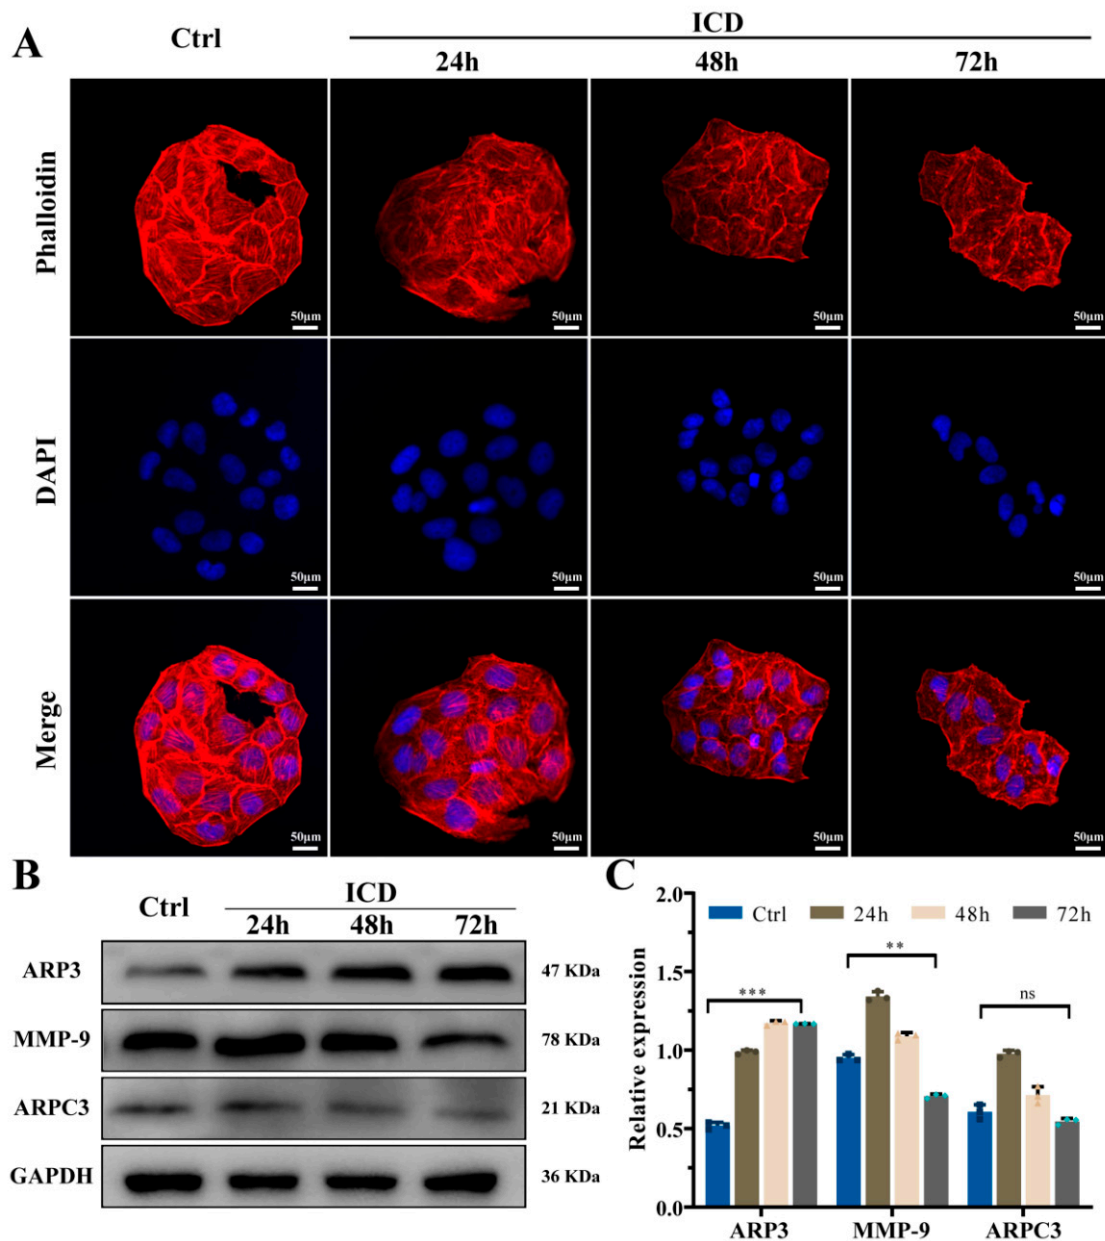 A
Ctrl
ICD
24h 48h 72h
Phalloidin
50μm 50μm 50μm 50μm
DAPI
50μm 50μm 50μm 50μm
Merge
50μm 50μm 50μm 50μm
B
Ctrl
ICD
24h 48h 72h
ARP3 47 KDa
MMP-9 78 KDa
ARPC3 21 KDa
GAPDH 36 KDa
C
Relative expression
2.0
1.5
1.0
0.5
0.0
Ctrl 24h 48h 72h
*** ** ns
ARP3 MMP-9 ARPC3